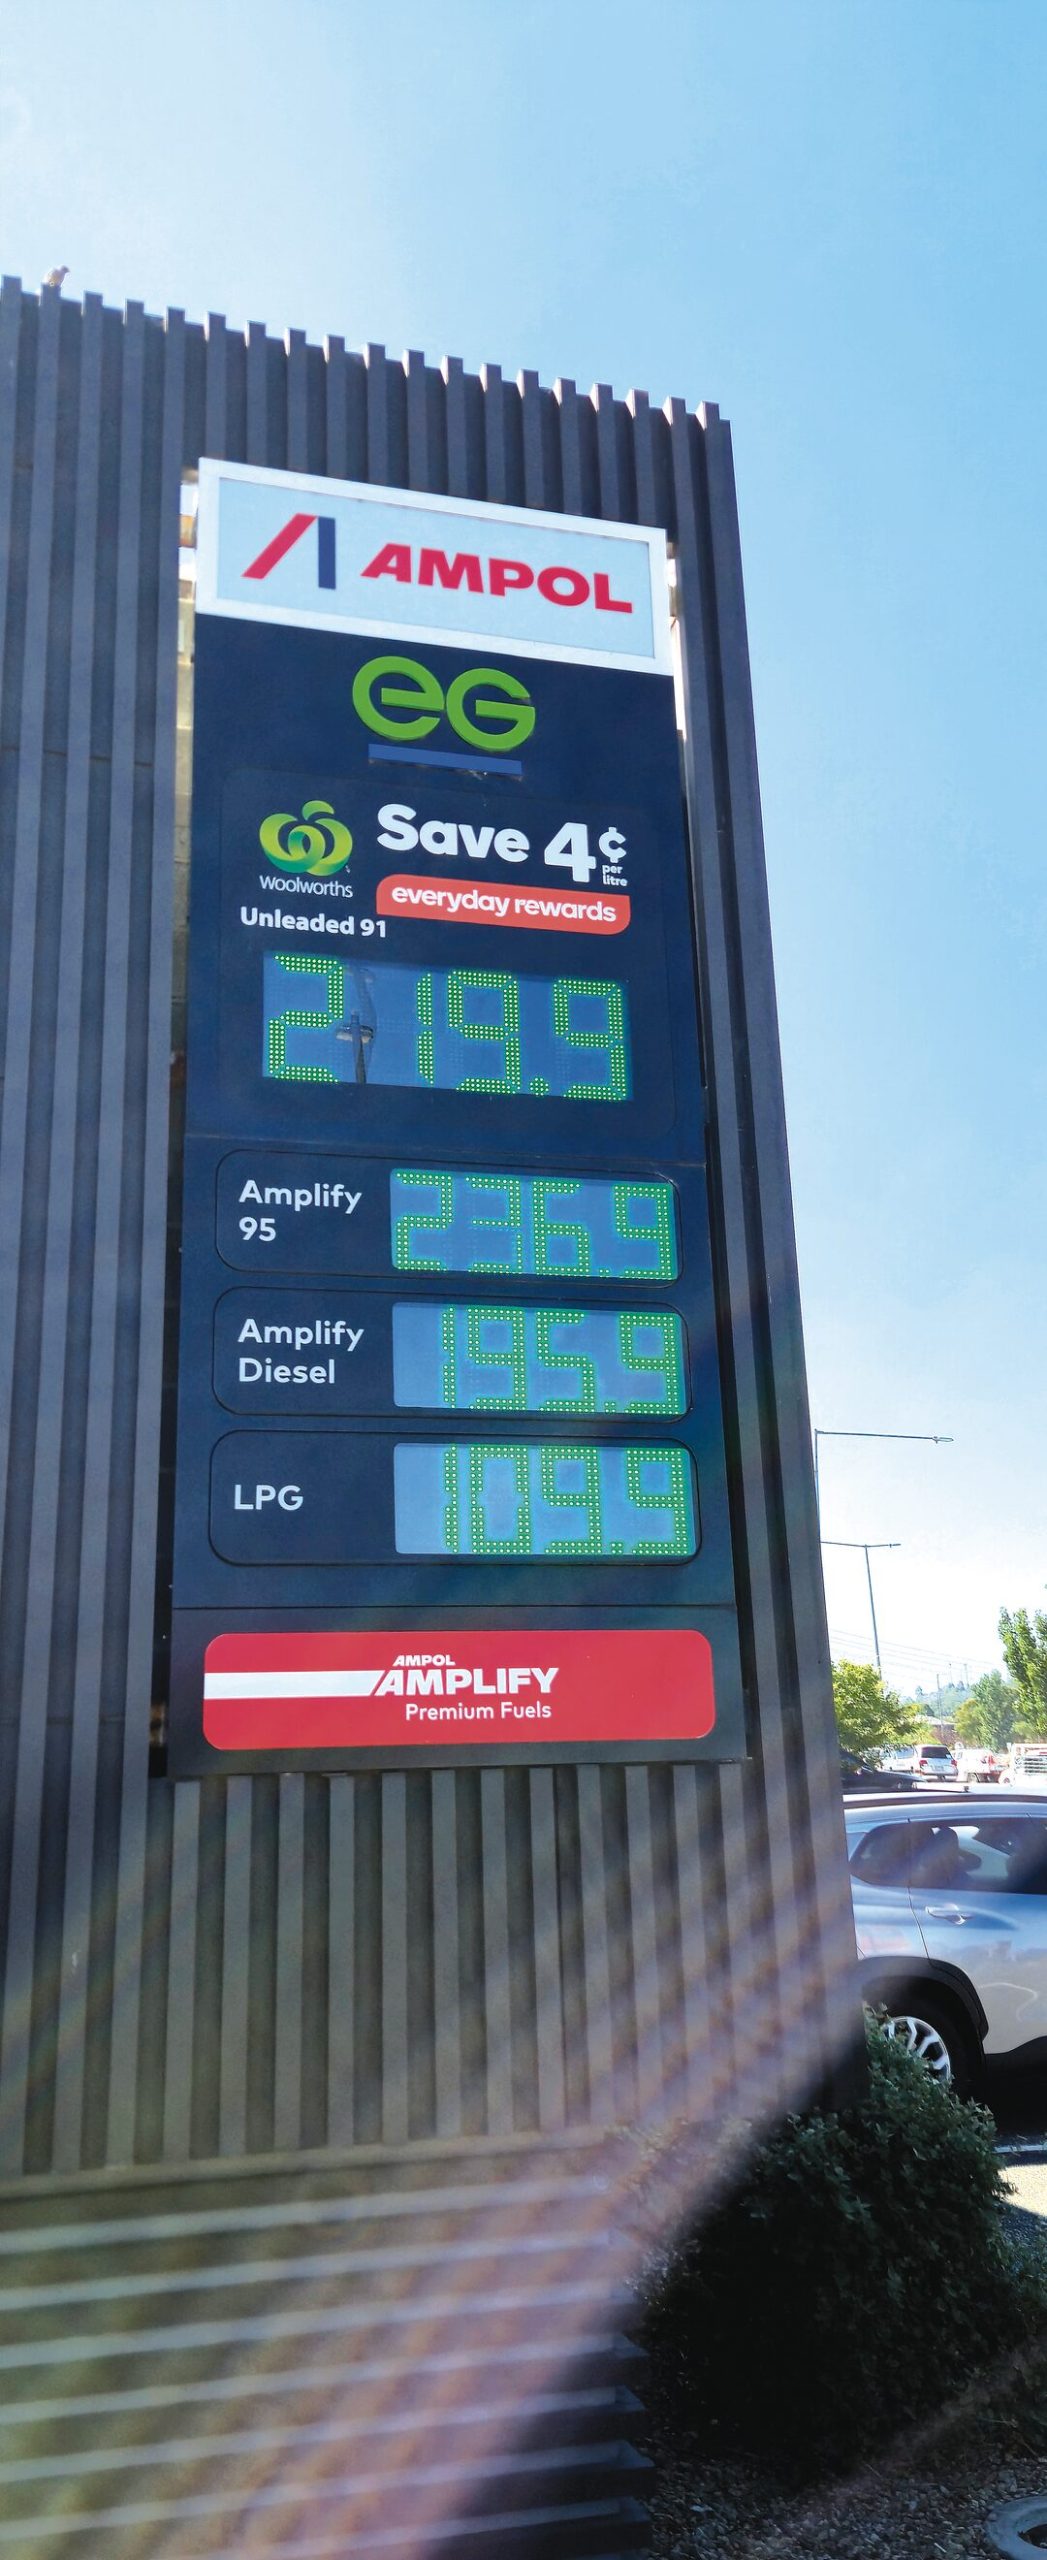 AMPOL
eG
woolworths
Save 4¢ per litre
everyday rewards
Unleaded 91
219.9
Amplify
95
236.9
Amplify
Diesel
195.9
LPG
109.9
AMPOL
AMPLIFY
Premium Fuels